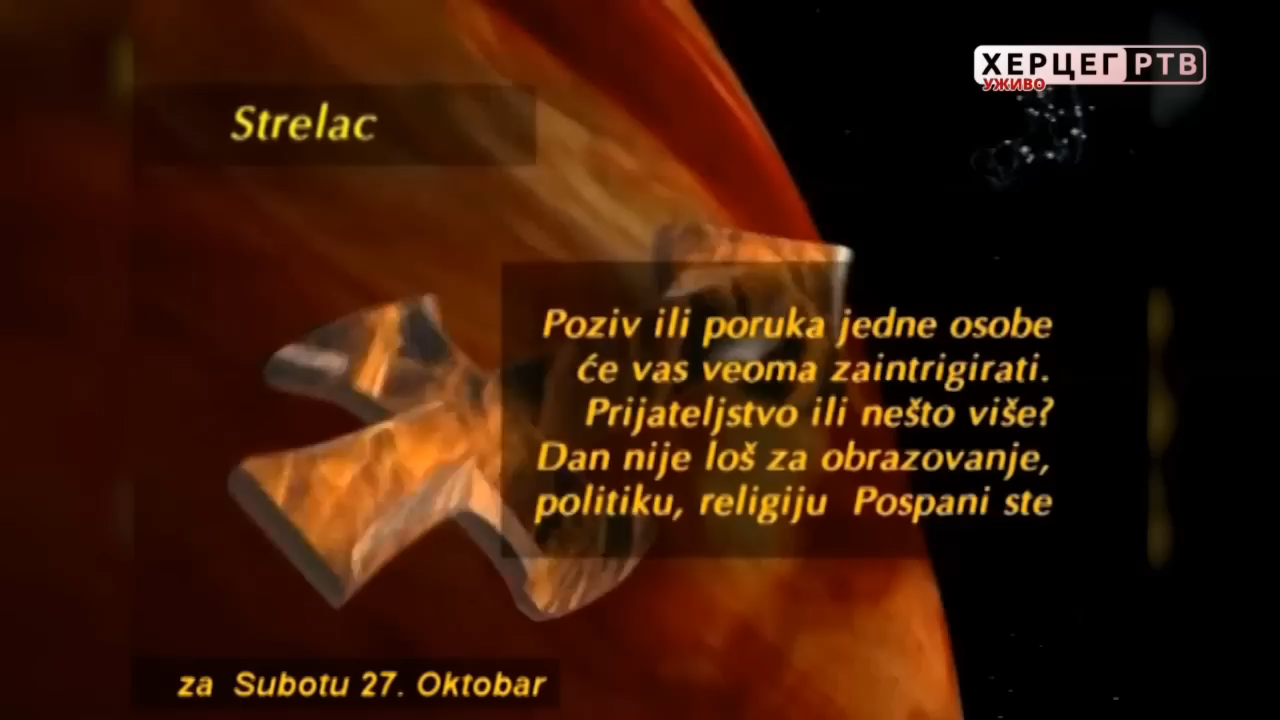 ХЕРЦЕГ РТВ
УЖИВО
Strelac
Poziv ili poruka jedne osobe
će vas veoma zaintrigirati.
Prijateljstvo ili nešto više?
Dan nije loš za obrazovanje,
politiku, religiju  Pospani ste
za  Subotu 27. Oktobar